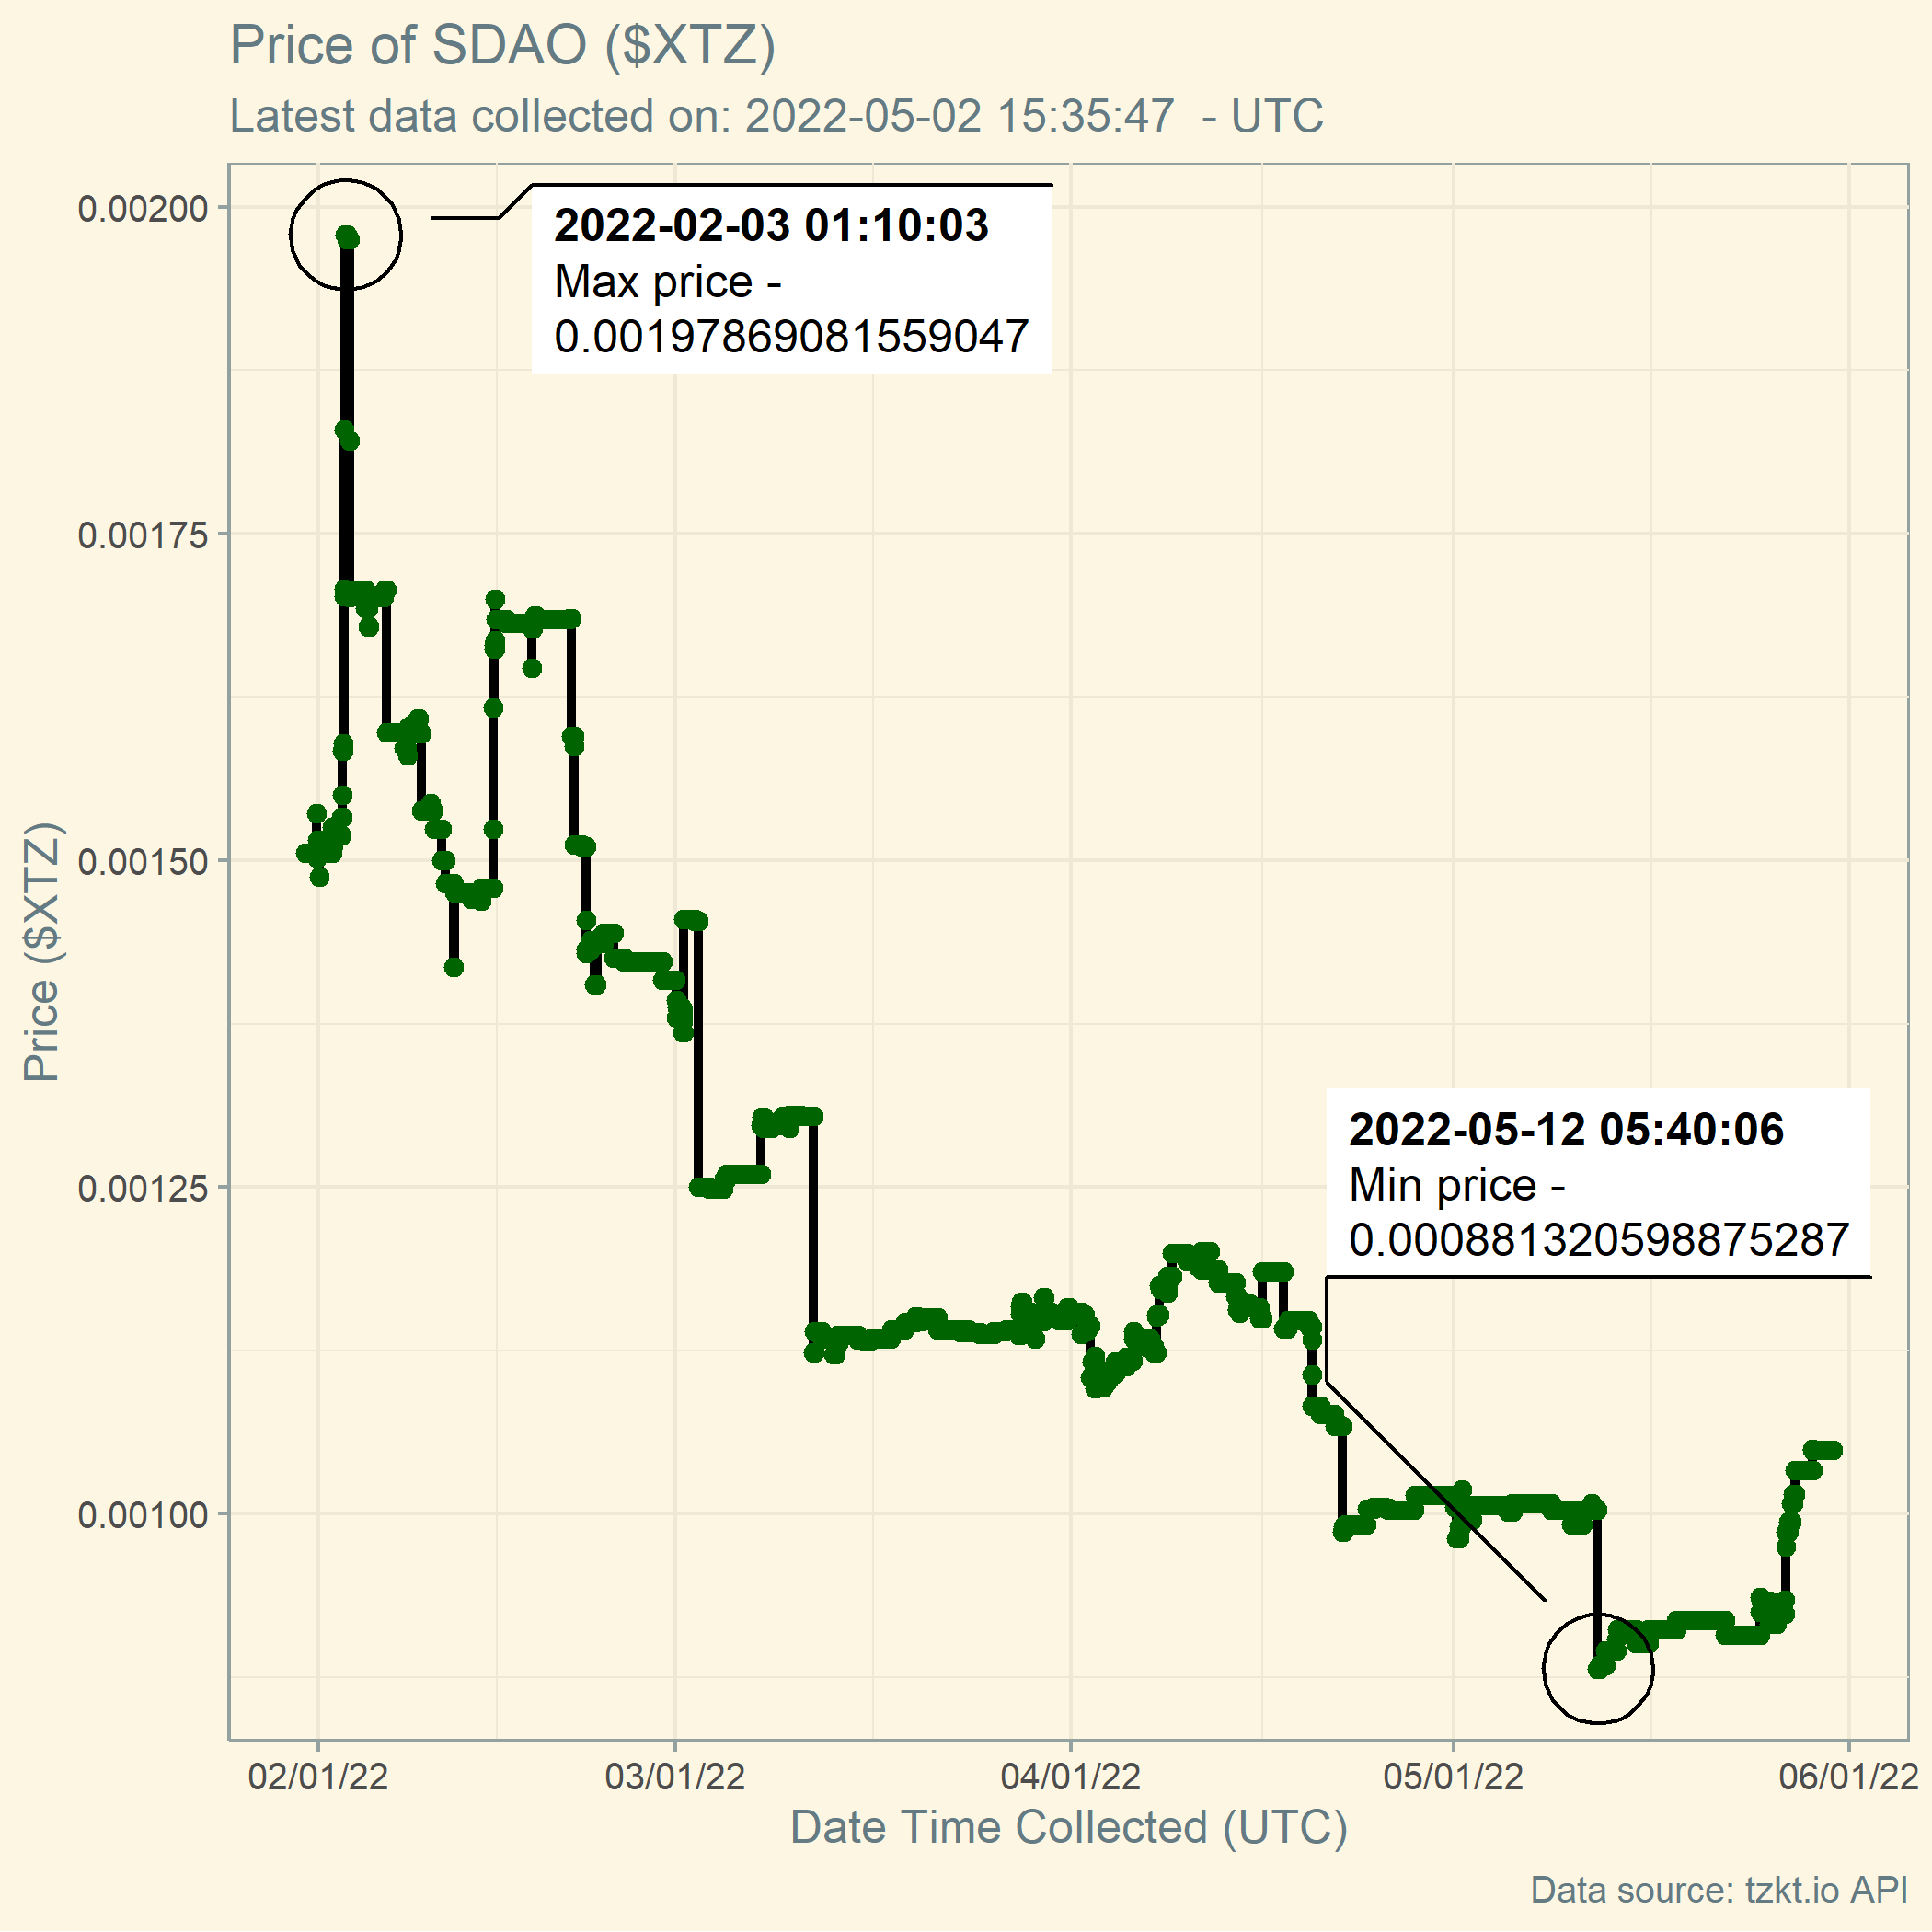 Price of SDAO ($XTZ)
Latest data collected on: 2022-05-02 15:35:47  - UTC
2022-02-03 01:10:03
Max price -
0.00197869081559047
2022-05-12 05:40:06
Min price -
0.000881320598875287
Price ($XTZ)
0.00200
0.00175
0.00150
0.00125
0.00100
02/01/22
03/01/22
04/01/22
05/01/22
06/01/22
Date Time Collected (UTC)
Data source: tzkt.io API